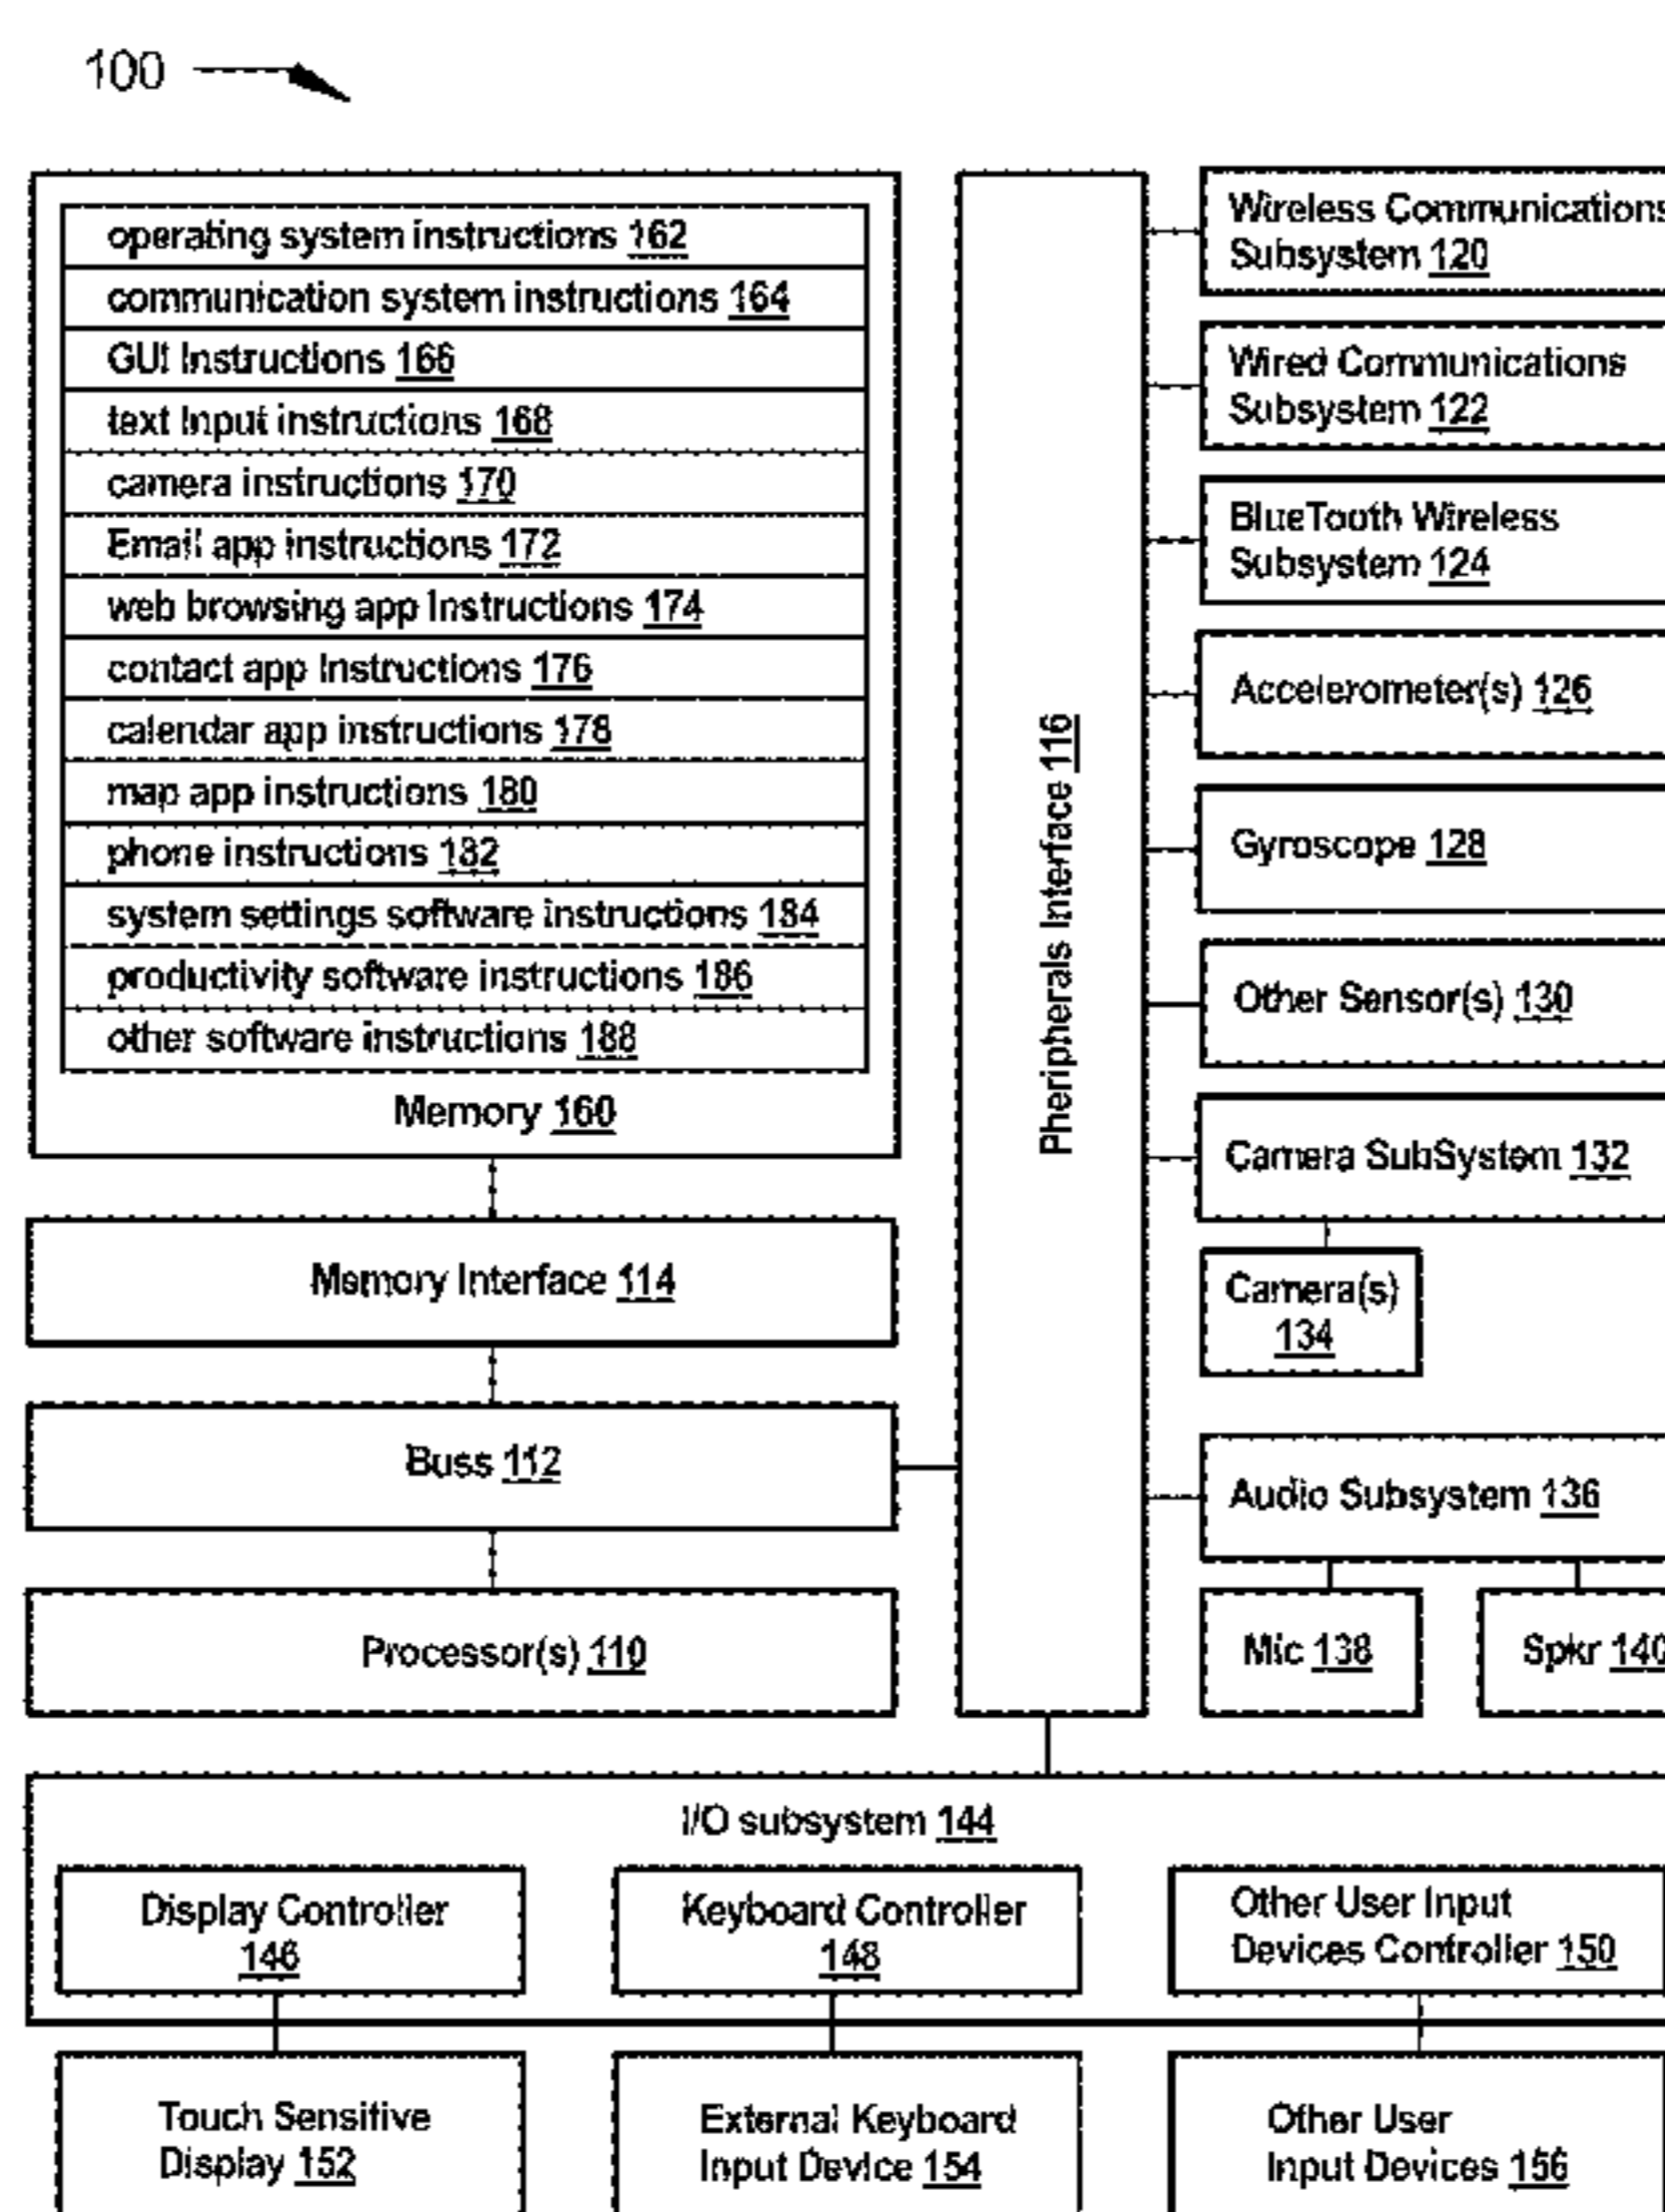 100
operating system instructions 162
communication system instructions 164
GUI Instructions 166
text Input instructions 168
camera instructions 170
Email app instructions 172
web browsing app Instructions 174
contact app Instructions 176
calendar app instructions 178
map app instructions 180
phone instructions 182
system settings software instructions 184
productivity software instructions 186
other software instructions 188
Memory 160
Memory Interface 114
Buss 112
Processor(s) 110
Pheripherals Interface 116
Wireless Communications
Subsystem 120
Wired Communications
Subsystem 122
BlueTooth Wireless
Subsystem 124
Accelerometer(s) 126
Gyroscope 128
Other Sensor(s) 130
Camera SubSystem 132
Camera(s)
134
Audio Subsystem 136
Mic 138
Spkr 140
I/O subsystem 144
Display Controller
146
Keyboard Controller
148
Other User Input
Devices Controller 150
Touch Sensitive
Display 152
External Keyboard
Input Device 154
Other User
Input Devices 156